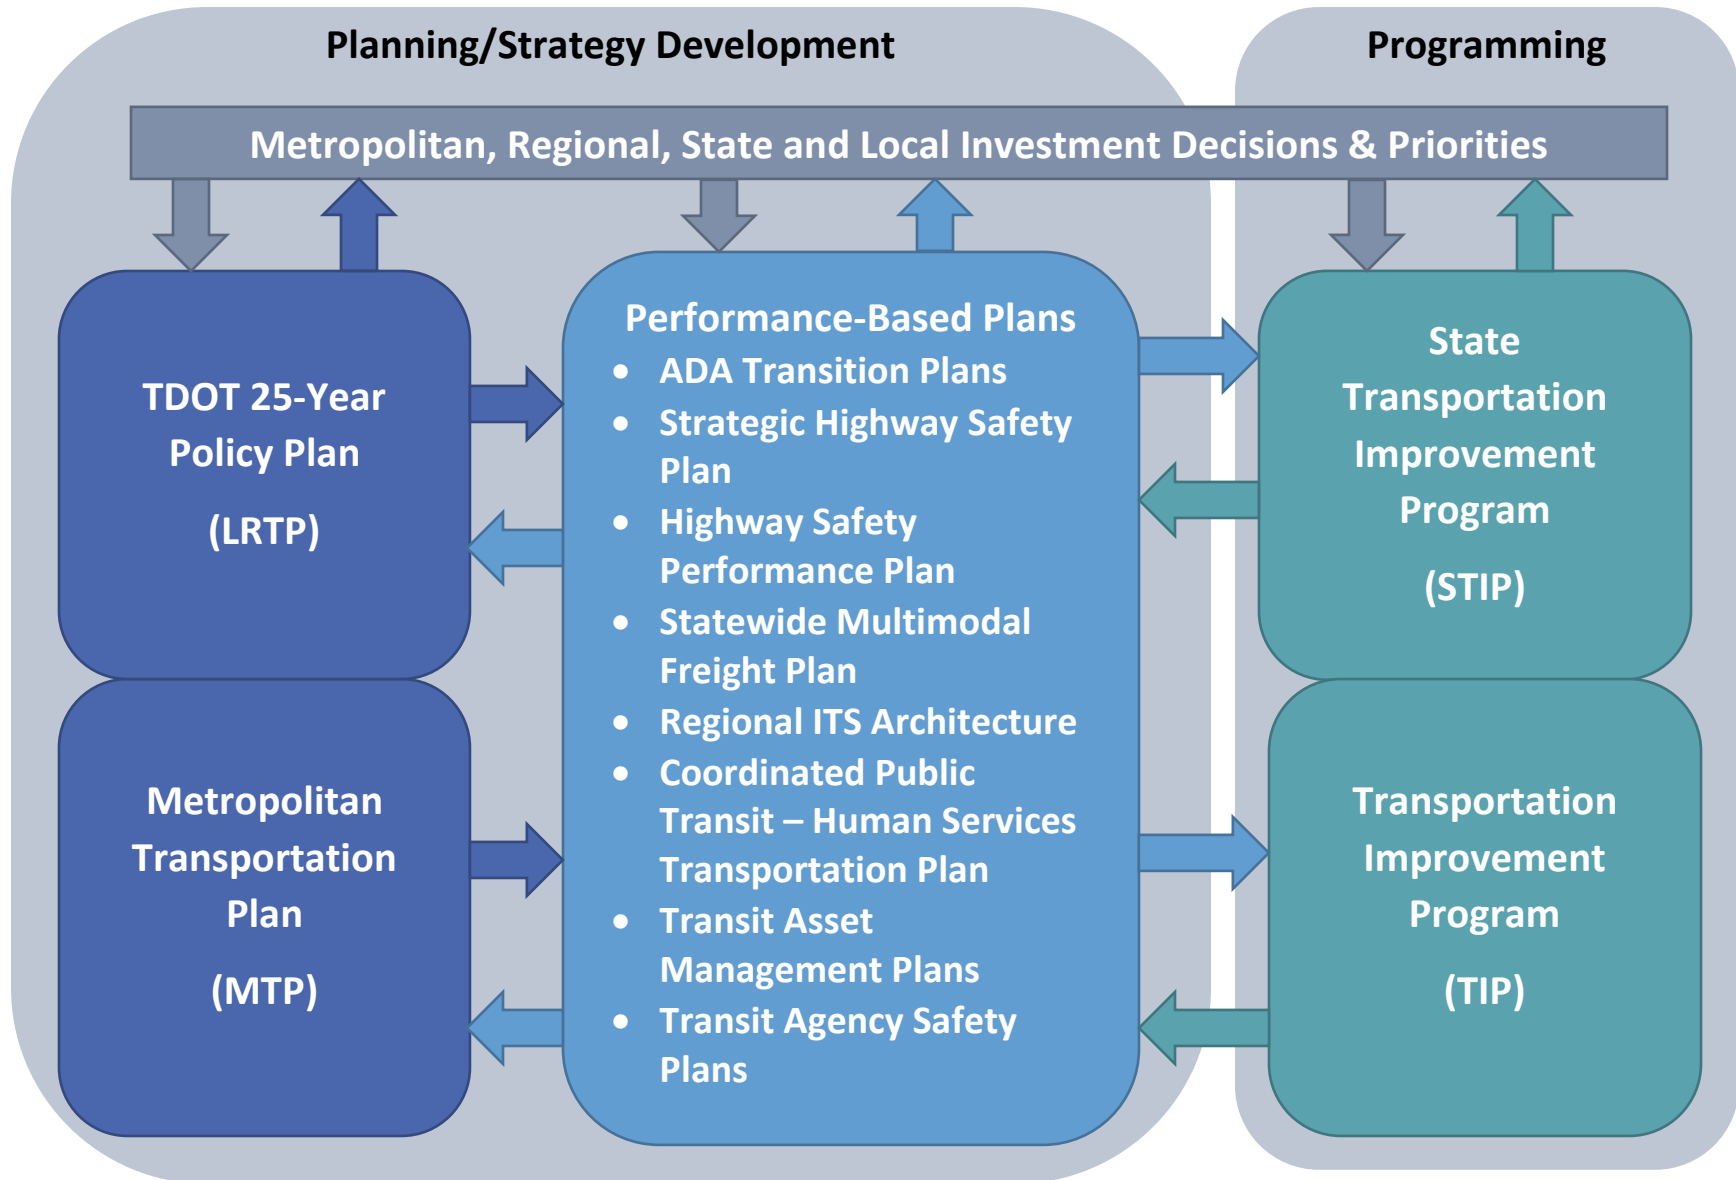 Planning/Strategy Development
Programming
Metropolitan, Regional, State and Local Investment Decisions & Priorities
TDOT 25-Year
Policy Plan
(LRTP)
Metropolitan
Transportation
Plan
(MTP)
Performance-Based Plans
• ADA Transition Plans
• Strategic Highway Safety
Plan
• Highway Safety
Performance Plan
• Statewide Multimodal
Freight Plan
• Regional ITS Architecture
• Coordinated Public
Transit – Human Services
Transportation Plan
• Transit Asset
Management Plans
• Transit Agency Safety
Plans
State
Transportation
Improvement
Program
(STIP)
Transportation
Improvement
Program
(TIP)